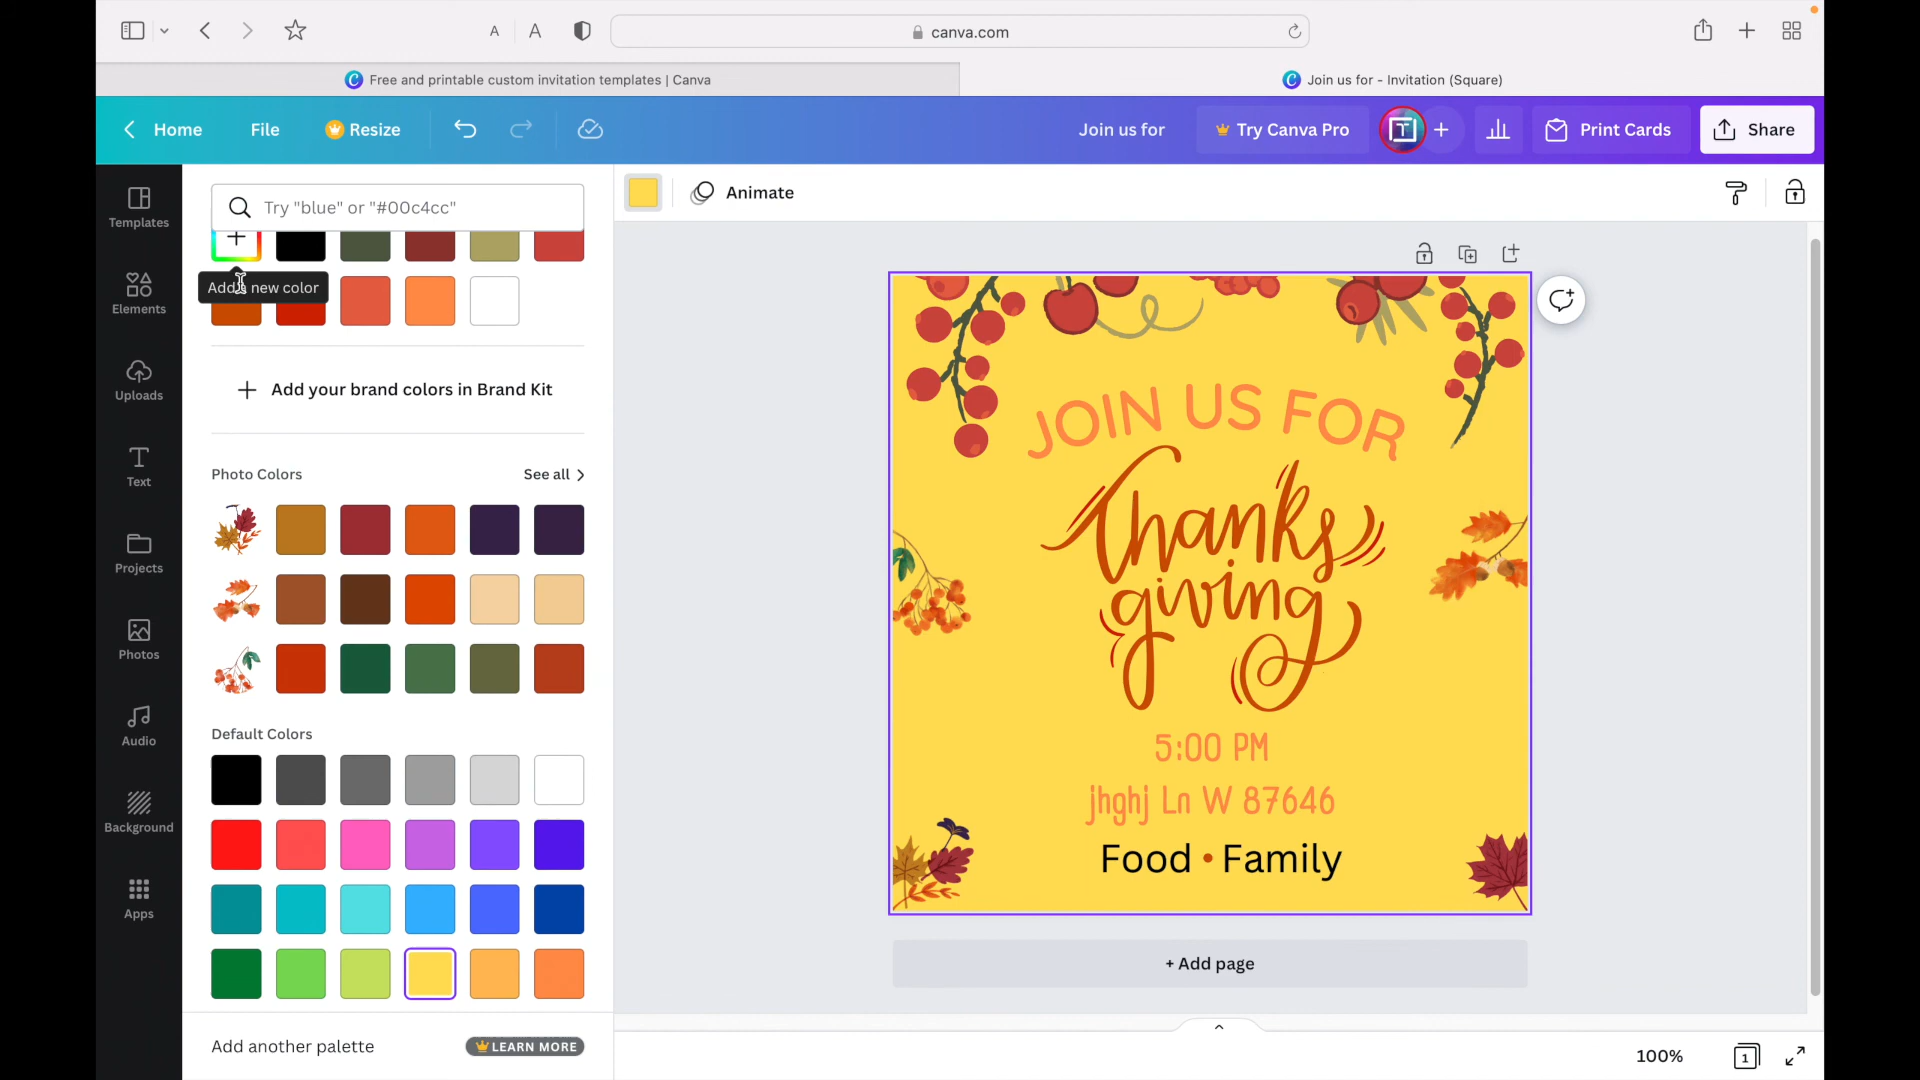 canva.com
A A
Free and printable custom invitation templates | Canva
Join us for - Invitation (Square)
Home File Resize
Join us for Try Canva Pro T Print Cards Share
Templates
Elements
Uploads
Text
Projects
Photos
Audio
Background
Apps
Try "blue" or "#00c4cc"
Animate
Add a new color
Add your brand colors in Brand Kit
Photo Colors See all
Default Colors
Add another palette LEARN MORE
JOIN US FOR
Thanks
giving
5:00 PM
jhghj Ln W 87646
Food • Family
+ Add page
100% 1